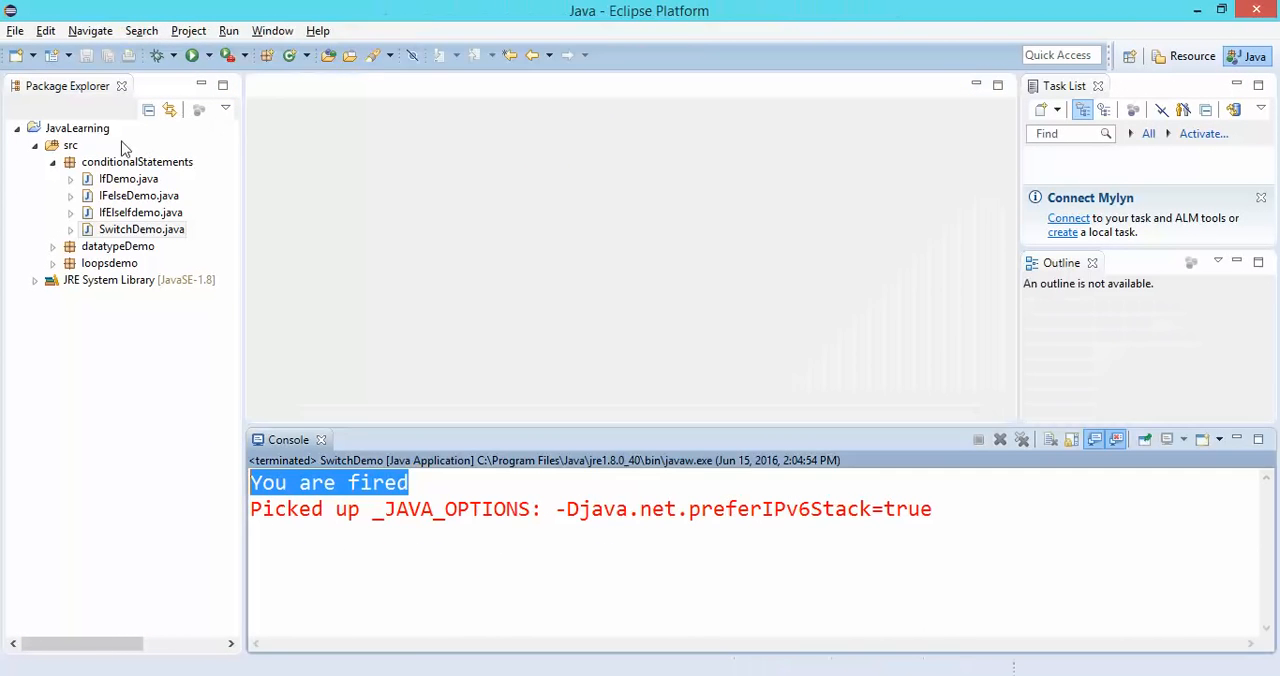 Java - Eclipse Platform
File Edit Navigate Search Project Run Window Help
Quick Access
Resource
Java
Package Explorer
JavaLearning
src
conditionalStatements
IfDemo.java
IFelseDemo.java
IfElseIfdemo.java
SwitchDemo.java
datatypeDemo
loopsdemo
JRE System Library [JavaSE-1.8]
Task List
Find
All
Activate...
Connect Mylyn
Connect to your task and ALM tools or
create a local task.
Outline
An outline is not available.
Console
<terminated> SwitchDemo [Java Application] C:\Program Files\Java\jre1.8.0_40\bin\javaw.exe (Jun 15, 2016, 2:04:54 PM)
You are fired
Picked up _JAVA_OPTIONS: -Djava.net.preferIPv6Stack=true